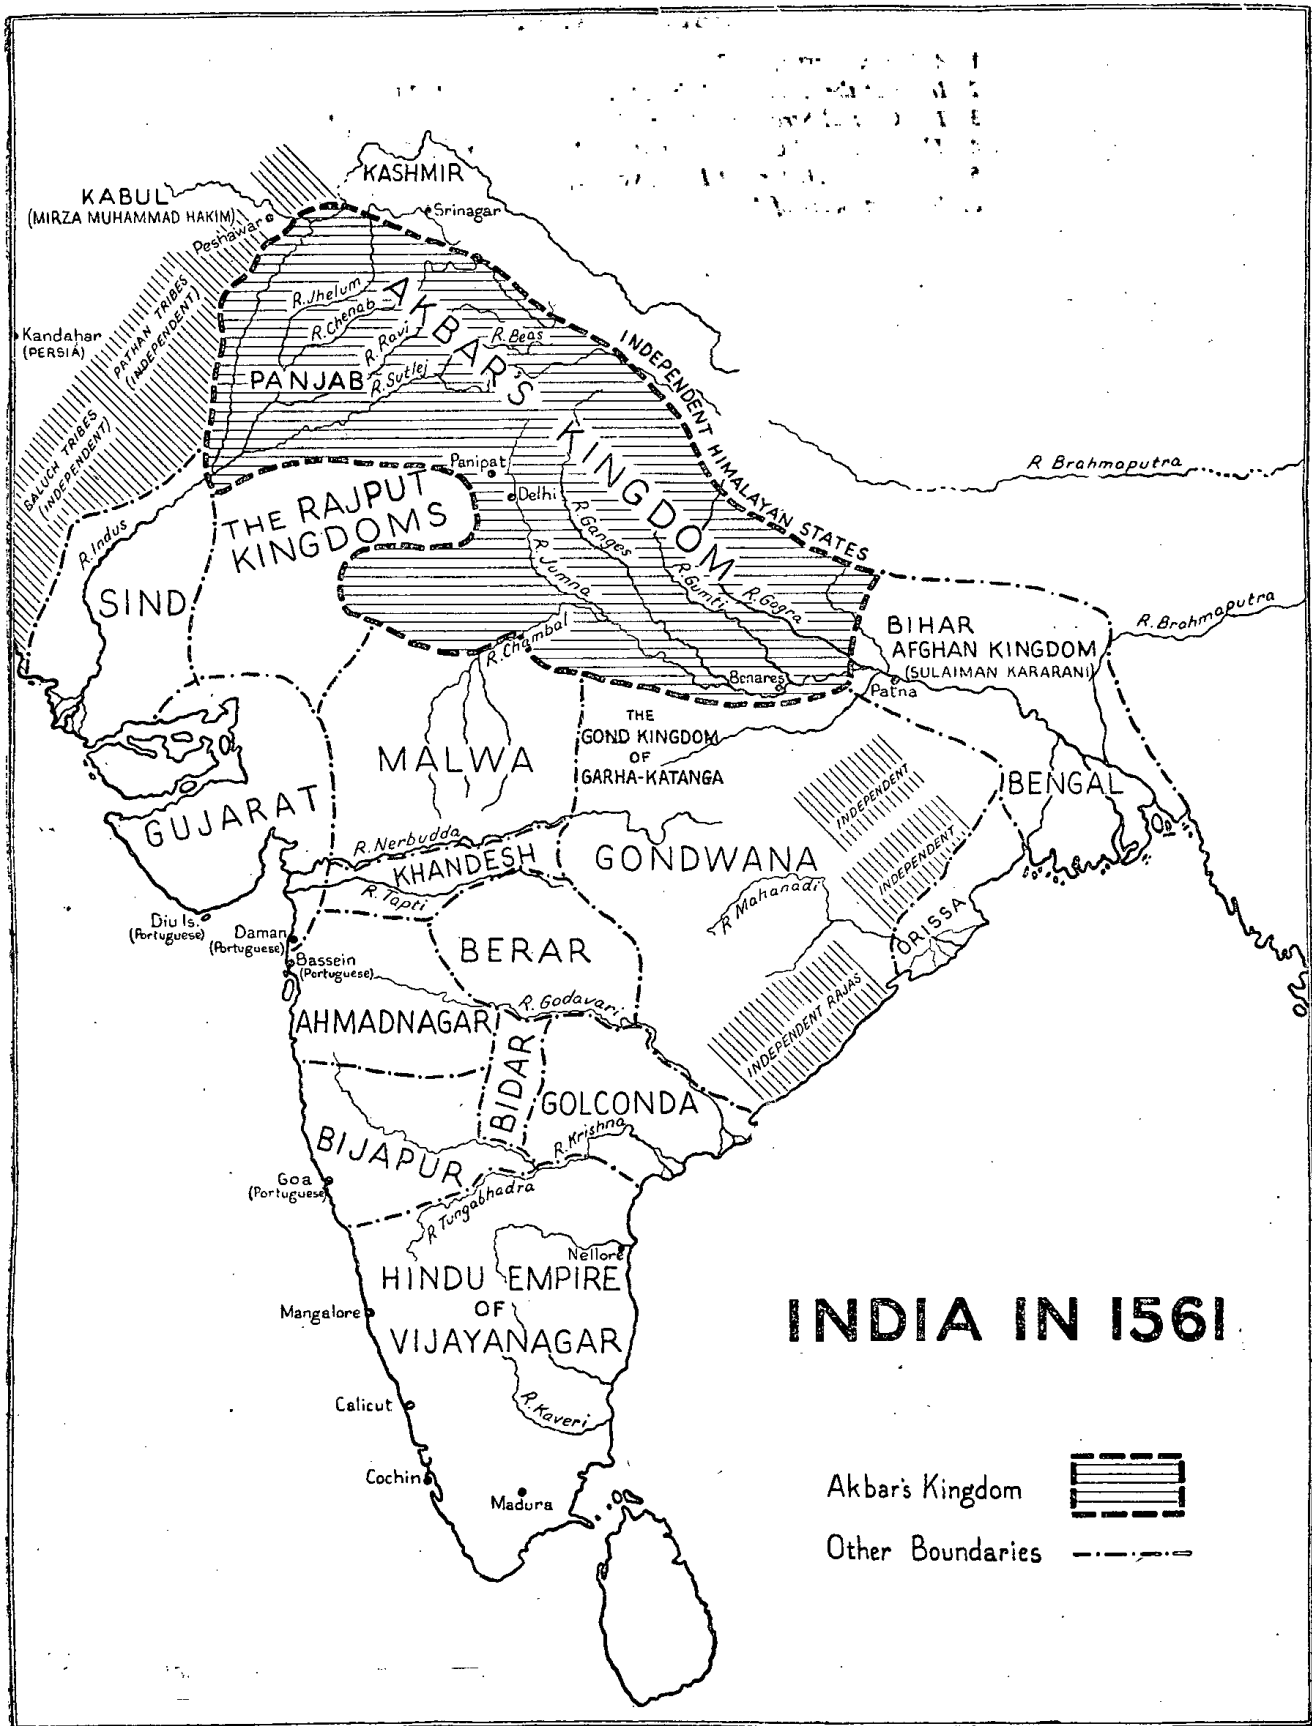 KASHMIR
KABUL
(MIRZA MUHAMMAD HAKIM)
Srinagar
Peshawar
R. Jhelum
R. Chenab
R. Ravi
R. Beas
R. Sutlej
PANJAB
AKBAR'S KINGDOM
Kandahar
(PERSIA)
PATHAN TRIBES
(INDEPENDENT)
BALUCH TRIBES
(INDEPENDENT)
INDEPENDENT HIMALAYAN STATES
R Brahmaputra
Panipat
Delhi
THE RAJPUT
KINGDOMS
R. Indus
SIND
R. Ganges
R. Jumna
R. Gumti
R. Gogra
R. Chambal
Benares
Patna
BIHAR
AFGHAN KINGDOM
(SULAIMAN KARARANI)
R. Brahmaputra
THE
GOND KINGDOM
OF
GARHA-KATANGA
MALWA
GUJARAT
BENGAL
INDEPENDENT
INDEPENDENT
R. Nerbudda
KHANDESH
R. Tapti
GONDWANA
R Mahanadi
ORISSA
Diu Is.
(Portuguese)
Daman
(Portuguese)
Bassein
(Portuguese)
BERAR
R. Godavari
AHMADNAGAR
BIDAR
GOLCONDA
INDEPENDENT RAJAS
BIJAPUR
R. Krishna
Goa
(Portuguese)
R Tungabhadra
Nellore
HINDU EMPIRE
OF
VIJAYANAGAR
Mangalore
Calicut
R. Kaveri
Cochin
Madura
INDIA IN 1561
Akbar's Kingdom
Other Boundaries